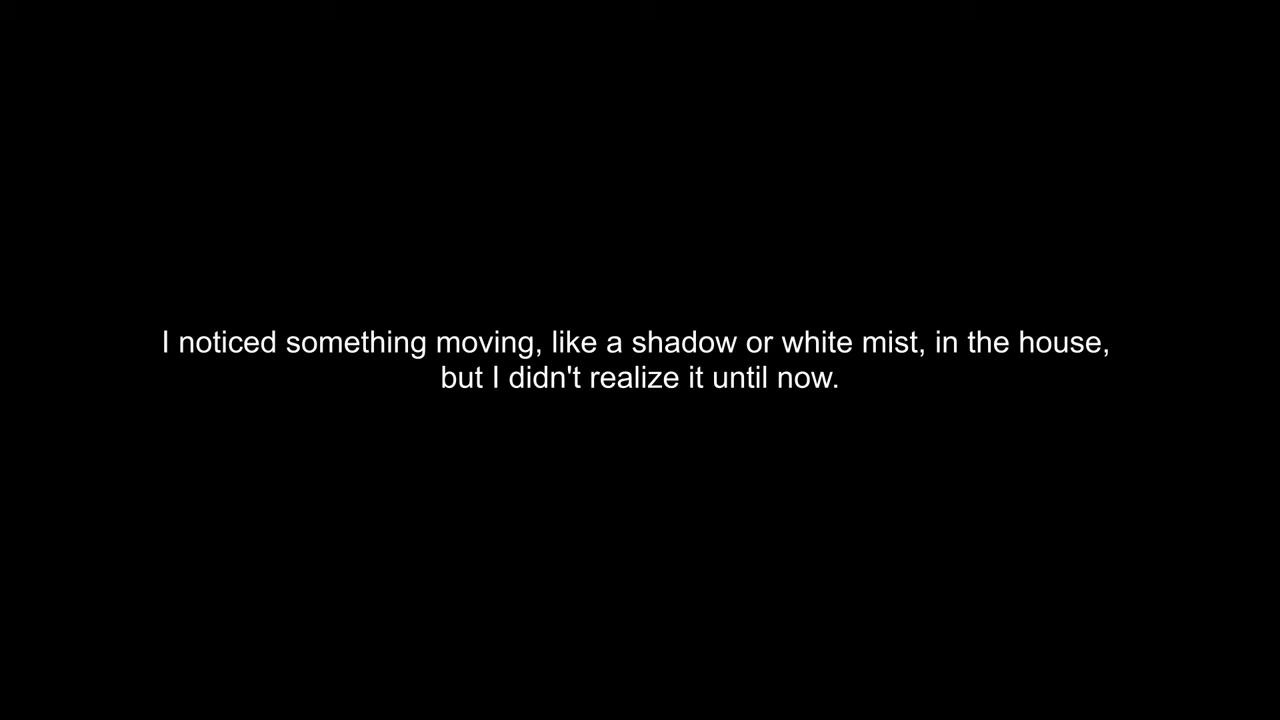 I noticed something moving, like a shadow or white mist, in the house,
but I didn't realize it until now.